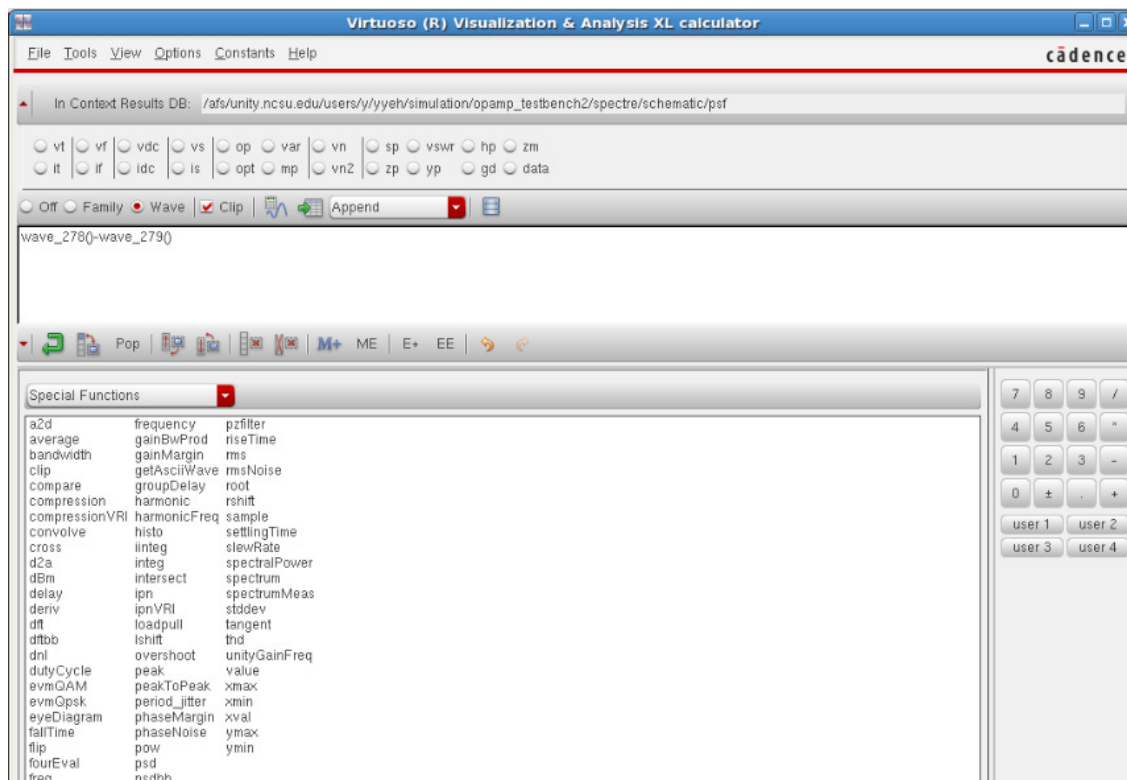 Virtuoso (R) Visualization & Analysis XL calculator
File Tools View Options Constants Help
cādence
In Context Results DB: /afs/unity.ncsu.edu/users/y/yyeh/simulation/opamp_testbench2/spectre/schematic/psf
vt vf vdc vs op var vn sp vswr hp zm
it if idc is opt mp vn2 zp yp gd data
Off Family Wave Clip Append
wave_278()-wave_279()
Pop M+ ME E+ EE
Special Functions
7 8 9 /
4 5 6 *
1 2 3 -
0 ± . +
user 1 user 2
user 3 user 4
a2d frequency pzfilter
average gainBwProd riseTime
bandwidth gainMargin rms
clip getAsciiWave rmsNoise
compare groupDelay root
compression harmonic rshift
compressionVRI harmonicFreq sample
convolve histo settlingTime
cross iinteg slewRate
d2a integ spectralPower
dBm intersect spectrum
delay ipn spectrumMeas
deriv ipnVRI stddev
dft loadpull tangent
dftbb lshift thd
dnl overshoot unityGainFreq
dutyCycle peak value
evmQAM peakToPeak xmax
evmQpsk period_jitter xmin
eyeDiagram phaseMargin xval
fallTime phaseNoise ymax
flip pow ymin
fourEval psd
freq psdbb